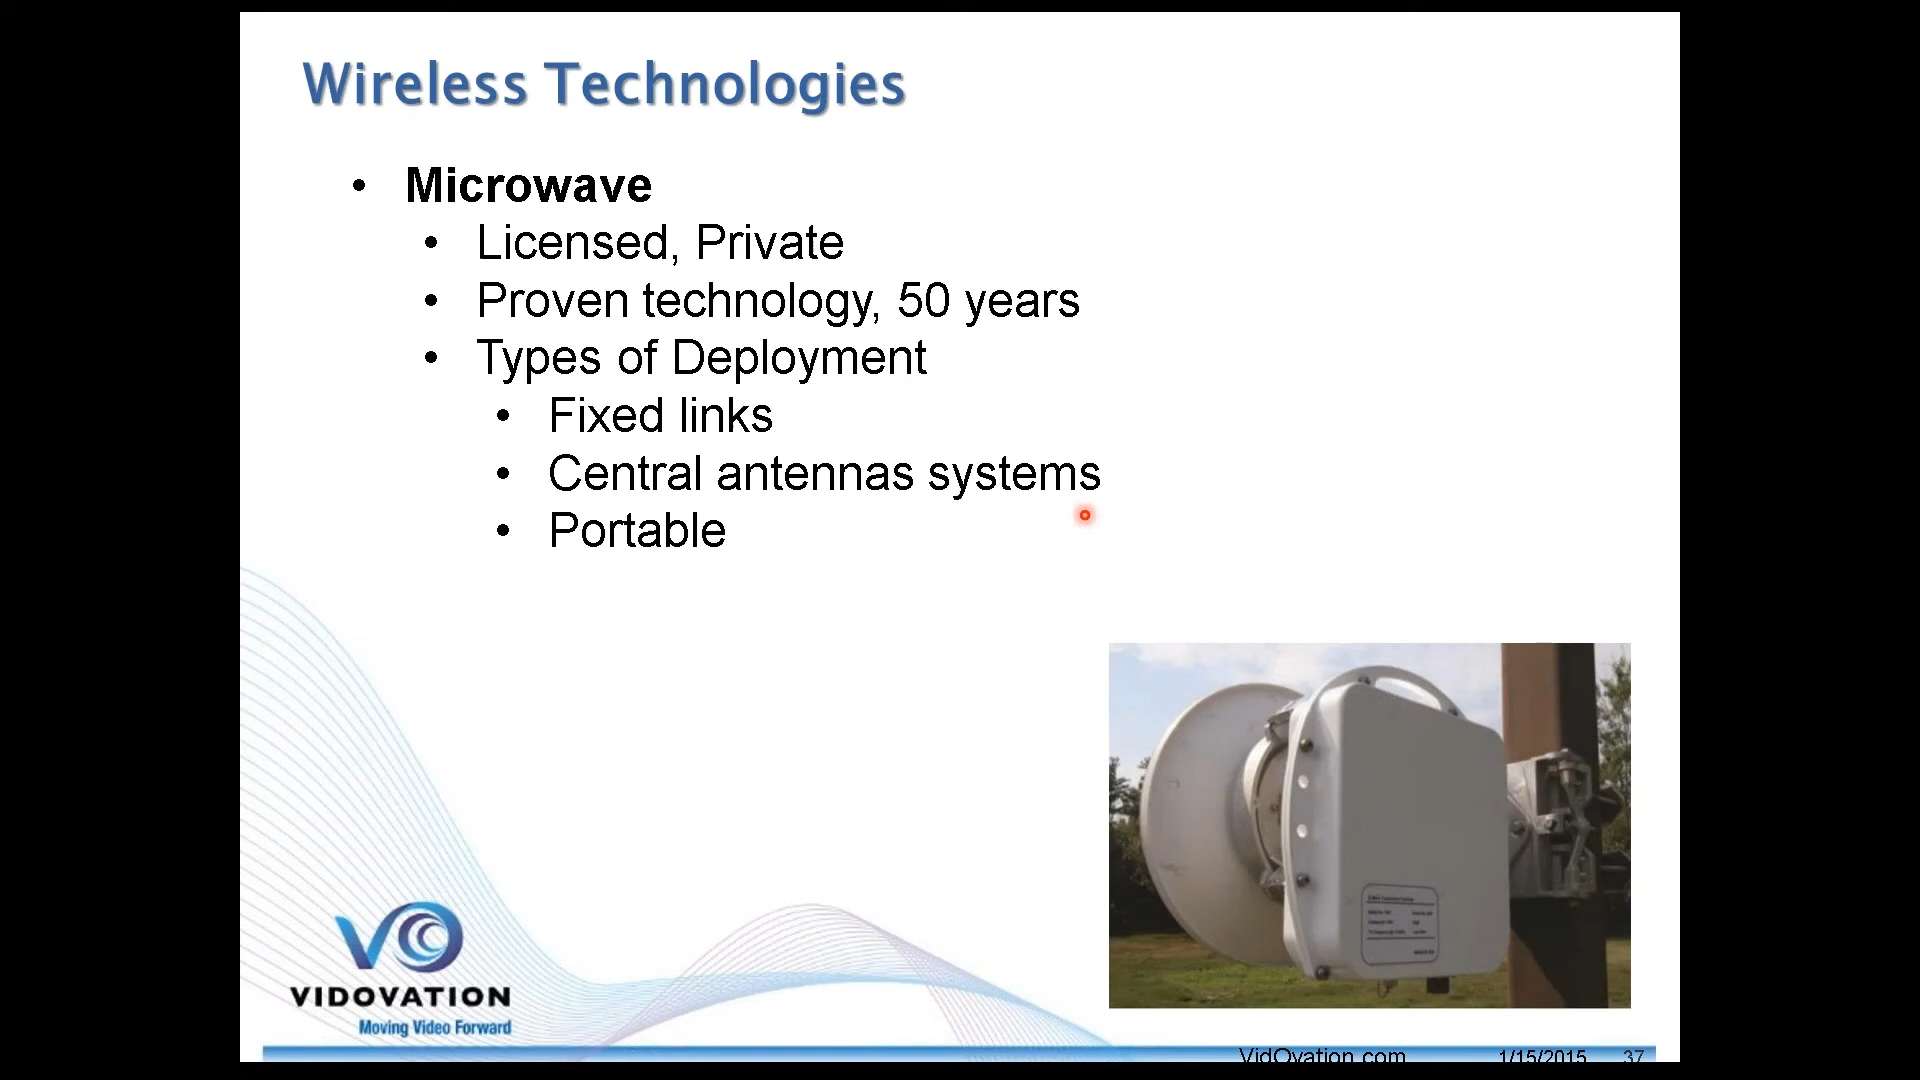 Wireless Technologies
• Microwave
• Licensed, Private
• Proven technology, 50 years
• Types of Deployment
• Fixed links
• Central antennas systems
• Portable
VIDOVATION
Moving Video Forward
VidOvation.com 1/15/2015 37